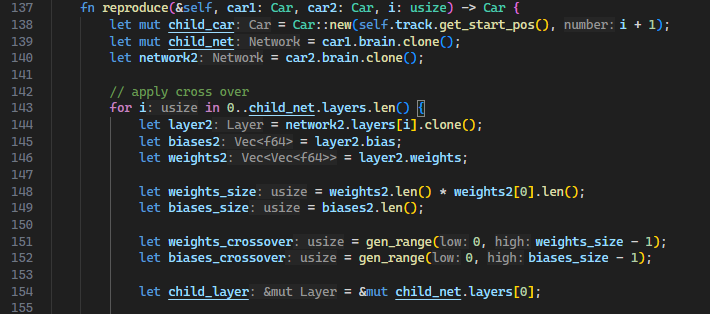 137 fn reproduce(&self, car1: Car, car2: Car, i: usize) -> Car {
138 let mut child_car: Car = Car::new(self.track.get_start_pos(), number: i + 1);
139 let mut child_net: Network = car1.brain.clone();
140 let network2: Network = car2.brain.clone();
141
142 // apply cross over
143 for i: usize in 0..child_net.layers.len() {
144 let layer2: Layer = network2.layers[i].clone();
145 let biases2: Vec<f64> = layer2.bias;
146 let weights2: Vec<Vec<f64>> = layer2.weights;
147
148 let weights_size: usize = weights2.len() * weights2[0].len();
149 let biases_size: usize = biases2.len();
150
151 let weights_crossover: usize = gen_range(low: 0, high: weights_size - 1);
152 let biases_crossover: usize = gen_range(low: 0, high: biases_size - 1);
153
154 let child_layer: &mut Layer = &mut child_net.layers[0];
155